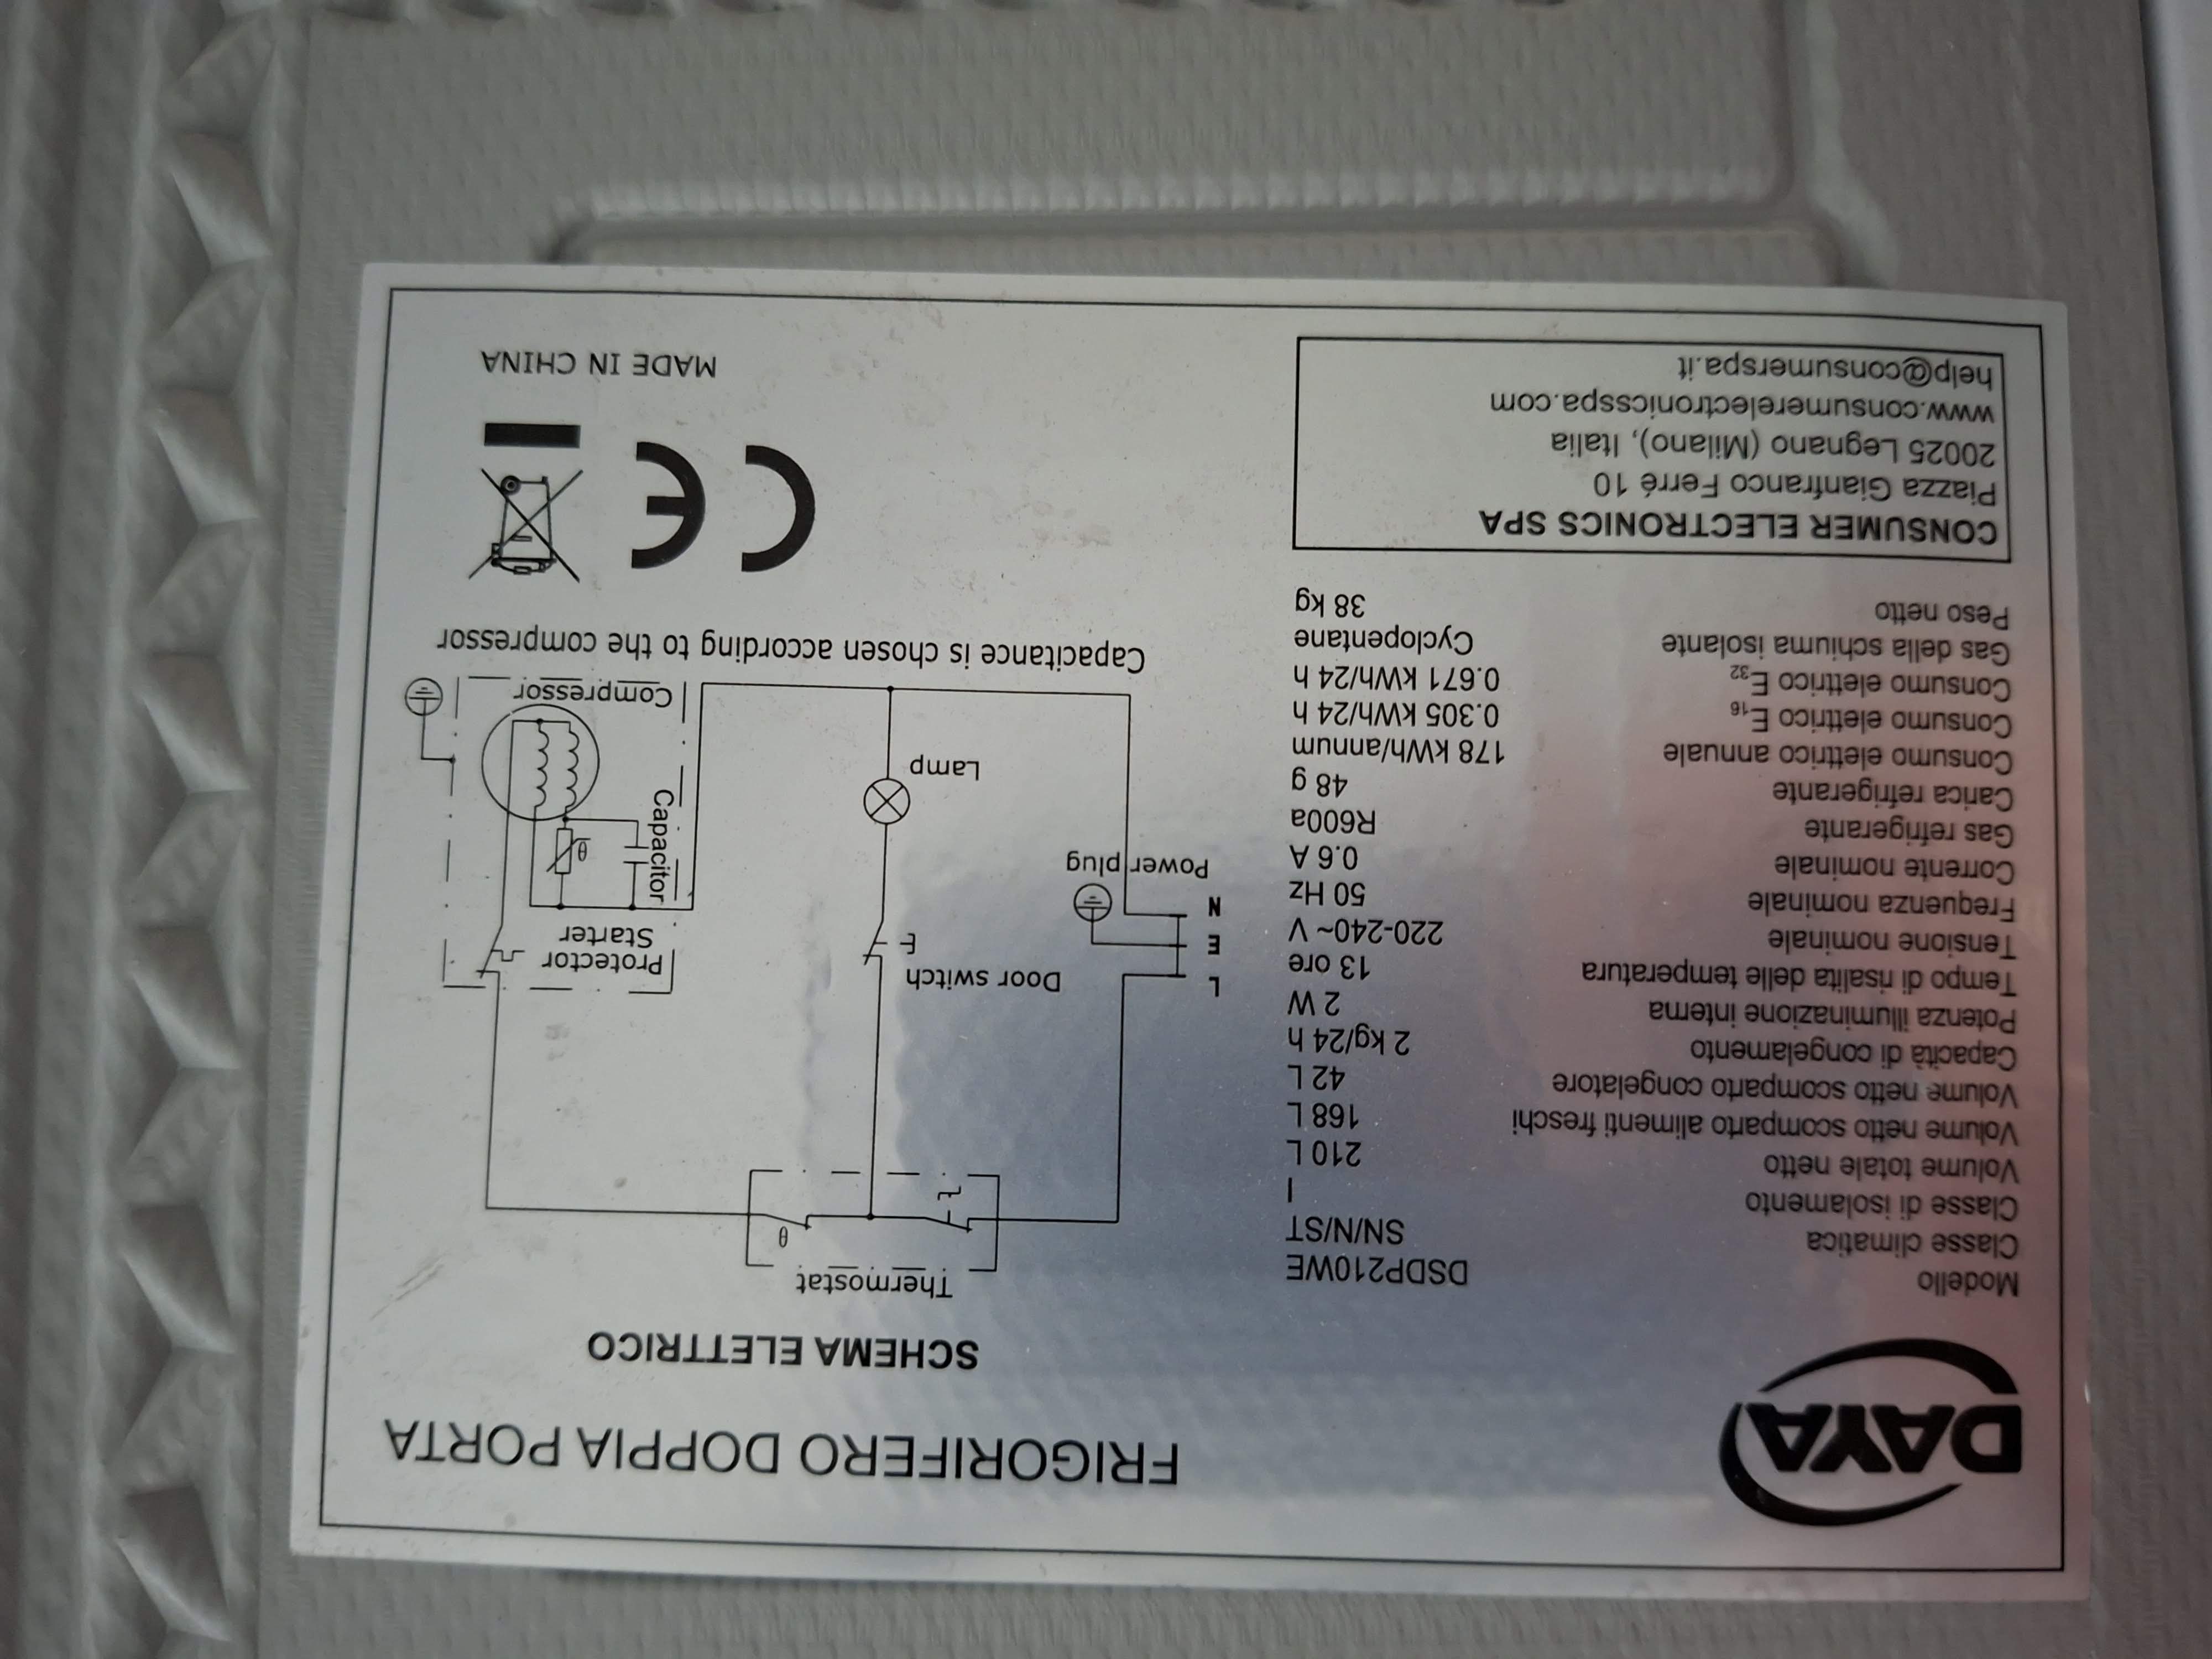 DAYA
FRIGORIFERO DOPPIA PORTA
Modello DSDP210WE
Classe climatica SN/N/ST
Classe di isolamento I
Volume totale netto 210 L
Volume netto scomparto alimenti freschi 168 L
Volume netto scomparto congelatore 42 L
Capacità di congelamento 2 kg/24 h
Potenza illuminazione interna 2 W
Tempo di risalita delle temperatura 13 ore
Tensione nominale 220-240~ V
Frequenza nominale 50 Hz
Corrente nominale 0.6 A
Gas refrigerante R600a
Carica refrigerante 48 g
Consumo elettrico annuale 178 kWh/annum
Consumo elettrico E16 0.305 kWh/24 h
Consumo elettrico E32 0.671 kWh/24 h
Gas della schiuma isolante Cyclopentane
Peso netto 38 kg
CONSUMER ELECTRONICS SPA
Piazza Gianfranco Ferré 10
20025 Legnano (Milano), Italia
www.consumerelectronicsspa.com
help@consumerspa.it
SCHEMA ELETTRICO
Thermostat
θ
L
E
N
Power plug
Door switch
Lamp
Protector
Starter
θ
Capacitor
Compressor
Capacitance is chosen according to the compressor
CE
MADE IN CHINA